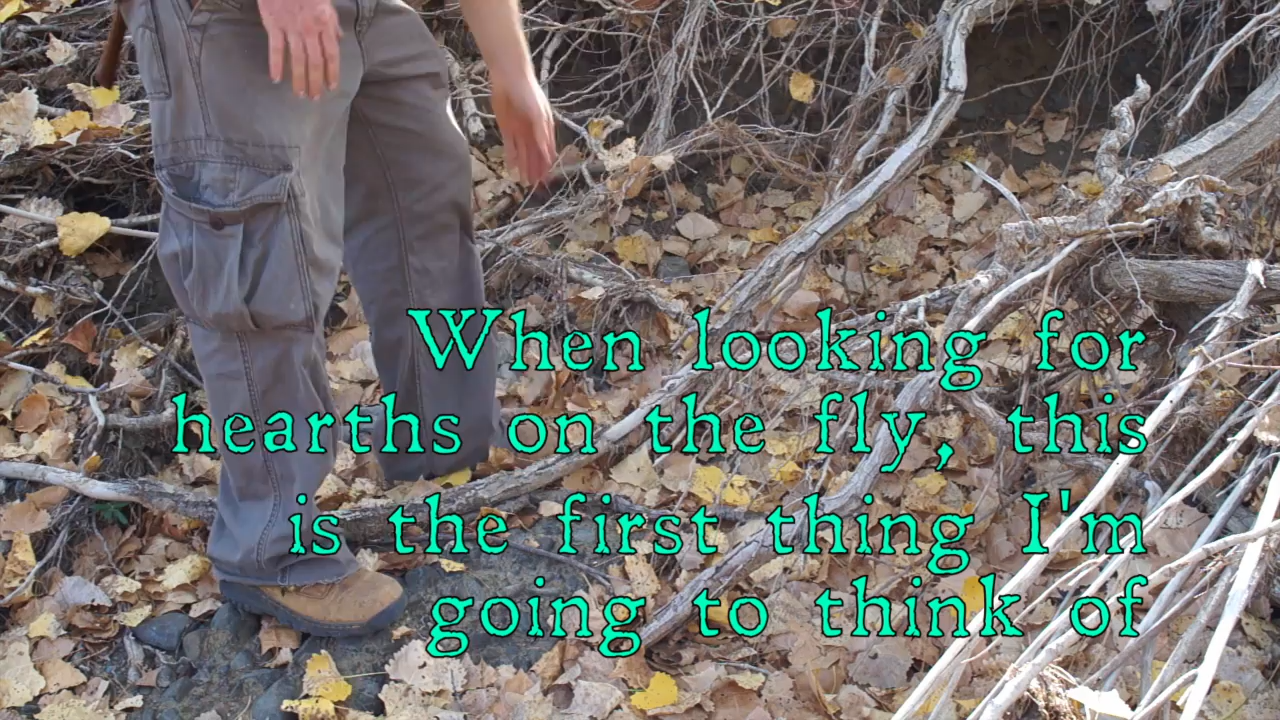 When looking for
hearths on the fly, this
is the first thing I'm
going to think of